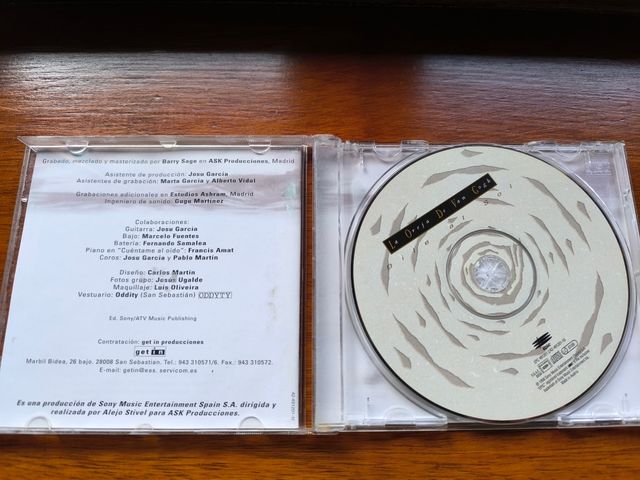 Grabado, mezclado y masterizado por Barry Sage en ASK Producciones, Madrid
Asistente de producción: Josu García
Asistentes de grabación: Marta García y Alberto Vidal
Grabaciones adicionales en Estudios Ashram, Madrid
Ingeniero de sonido: Gugu Martínez
Colaboraciones:
Guitarra: Josu García
Bajo: Marcelo Fuentes
Batería: Fernando Samalea
Piano en "Cuéntame al oído": Francis Amat
Coros: Josu García y Pablo Martín
Diseño: Carlos Martín
Fotos grupo: Jesús Ugalde
Maquillaje: Luis Oliveira
Vestuario: Oddity (San Sebastián) ODDYTY
Ed. Sony/ATV Music Publishing
Contratación: get in producciones
get in
Marbil Bidea, 26 bajo. 28008 San Sebastian. Tel.: 943 310571/6. Fax.: 943 310572.
E-mail: getin@ess. servicom.es.
Es una producción de Sony Music Entertainment Spain S.A. dirigida y
realizada por Alejo Stivel para ASK Producciones.
La Oreja De Van Gogh